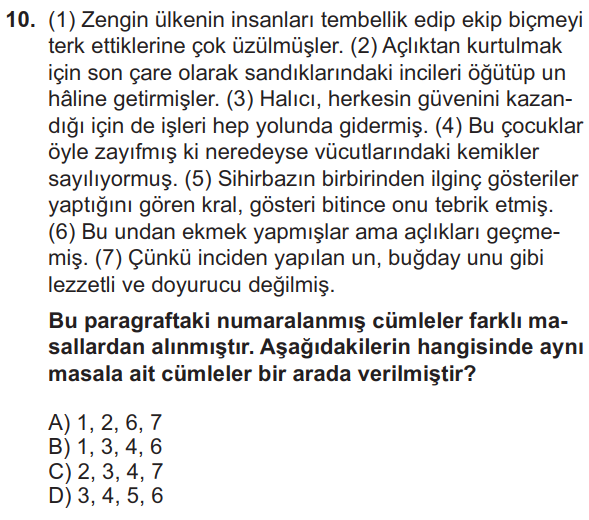 10. (1) Zengin ülkenin insanları tembellik edip ekip biçmeyi
terk ettiklerine çok üzülmüşler. (2) Açlıktan kurtulmak
için son çare olarak sandıklarındaki incileri öğütüp un
hâline getirmişler. (3) Halıcı, herkesin güvenini kazan-
dığı için de işleri hep yolunda gidermiş. (4) Bu çocuklar
öyle zayıfmış ki neredeyse vücutlarındaki kemikler
sayılıyormuş. (5) Sihirbazın birbirinden ilginç gösteriler
yaptığını gören kral, gösteri bitince onu tebrik etmiş.
(6) Bu undan ekmek yapmışlar ama açlıkları geçme-
miş. (7) Çünkü inciden yapılan un, buğday unu gibi
lezzetli ve doyurucu değilmiş.
Bu paragraftaki numaralanmış cümleler farklı ma-
sallardan alınmıştır. Aşağıdakilerin hangisinde aynı
masala ait cümleler bir arada verilmiştir?
A) 1, 2, 6, 7
B) 1, 3, 4, 6
C) 2, 3, 4, 7
D) 3, 4, 5, 6